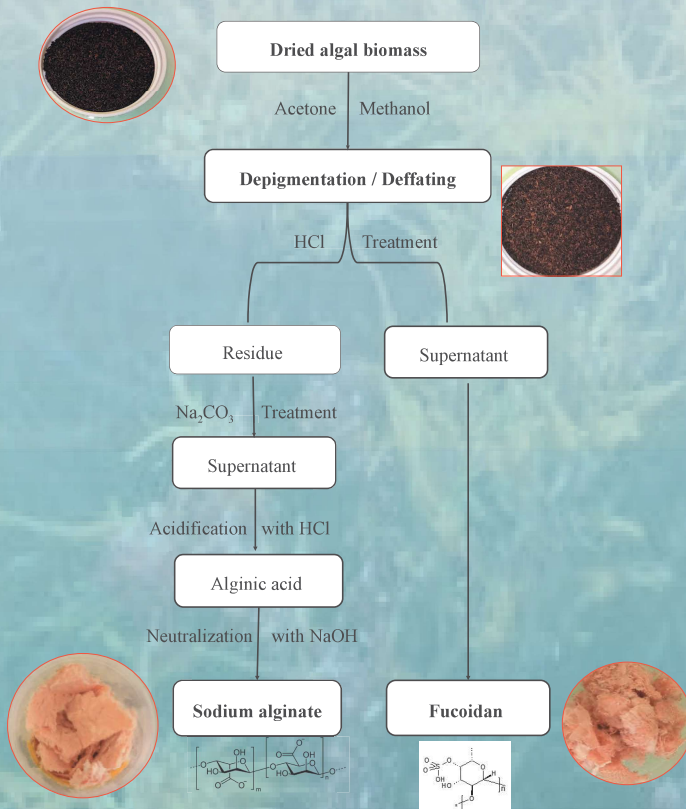 Dried algal biomass
Acetone Methanol
Depigmentation / Deffating
HCl Treatment
Residue
Supernatant
Na₂CO₃ Treatment
Supernatant
Acidification with HCl
Alginic acid
Neutralization with NaOH
Sodium alginate
Fucoidan